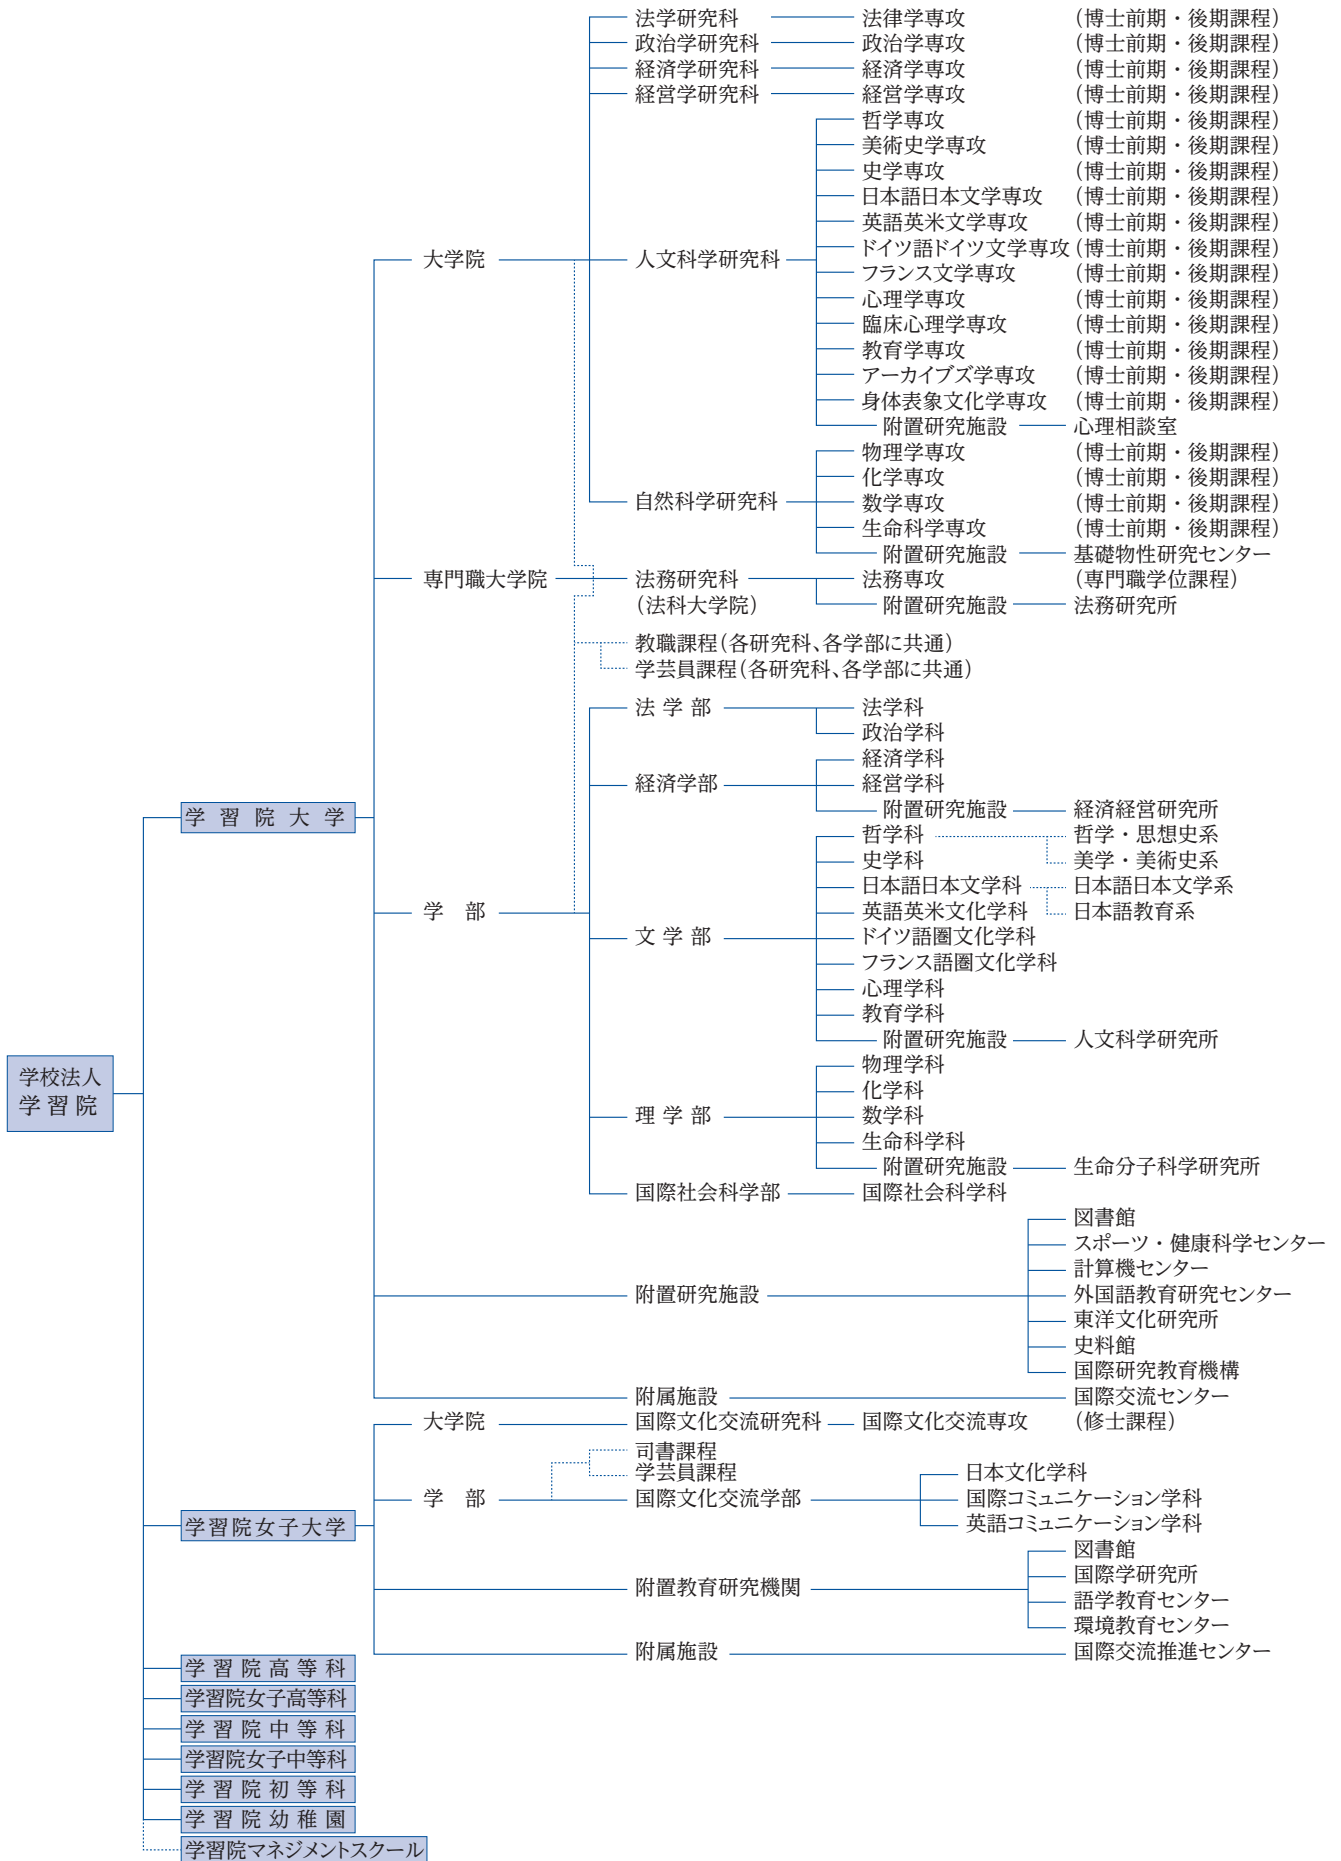 法学研究科 法律学専攻 (博士前期・後期課程)
政治学研究科 政治学専攻 (博士前期・後期課程)
経済学研究科 経済学専攻 (博士前期・後期課程)
経営学研究科 経営学専攻 (博士前期・後期課程)
哲学専攻 (博士前期・後期課程)
美術史学専攻 (博士前期・後期課程)
史学専攻 (博士前期・後期課程)
日本語日本文学専攻 (博士前期・後期課程)
英語英米文学専攻 (博士前期・後期課程)
ドイツ語ドイツ文学専攻 (博士前期・後期課程)
大学院 人文科学研究科
フランス文学専攻 (博士前期・後期課程)
心理学専攻 (博士前期・後期課程)
臨床心理学専攻 (博士前期・後期課程)
教育学専攻 (博士前期・後期課程)
アーカイブズ学専攻 (博士前期・後期課程)
身体表象文化学専攻 (博士前期・後期課程)
附置研究施設 心理相談室
物理学専攻 (博士前期・後期課程)
化学専攻 (博士前期・後期課程)
自然科学研究科 数学専攻 (博士前期・後期課程)
生命科学専攻 (博士前期・後期課程)
附置研究施設 基礎物性研究センター
専門職大学院 法務研究科 法務専攻 (専門職学位課程)
(法科大学院) 附置研究施設 法務研究所
教職課程(各研究科、各学部に共通)
学芸員課程(各研究科、各学部に共通)
法学部 法学科
政治学科
経済学科
経済学部 経営学科
附置研究施設 経済経営研究所
学習院大学
哲学科 哲学・思想史系
史学科 美学・美術史系
日本語日本文学科 日本語日本文学系
学部 英語英米文化学科 日本語教育系
文学部 ドイツ語圏文化学科
フランス語圏文化学科
心理学科
教育学科
附置研究施設 人文科学研究所
物理学科
学校法人
学習院
化学科
理学部 数学科
生命科学科
附置研究施設 生命分子科学研究所
国際社会科学部 国際社会科学科
図書館
スポーツ・健康科学センター
計算機センター
附置研究施設 外国語教育研究センター
東洋文化研究所
史料館
国際研究教育機構
附属施設 国際交流センター
大学院 国際文化交流研究科 国際文化交流専攻 (修士課程)
司書課程
学芸員課程 日本文化学科
学部 国際文化交流学部 国際コミュニケーション学科
学習院女子大学 英語コミュニケーション学科
図書館
国際学研究所
附置教育研究機関 語学教育センター
環境教育センター
附属施設 国際交流推進センター
学習院高等科
学習院女子高等科
学習院中等科
学習院女子中等科
学習院初等科
学習院幼稚園
学習院マネジメントスクール